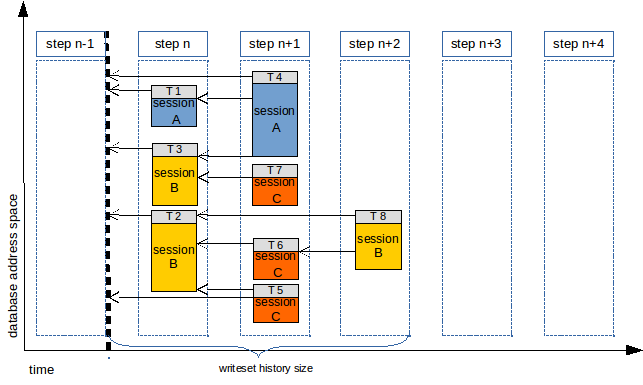 step n-1
step n
step n+1
step n+2
step n+3
step n+4
T 1
session
A
T 4
session
A
T 3
session
B
T 7
session
C
T 2
session
B
T 8
session
B
T 6
session
C
T 5
session
C
database address space
time
writeset history size